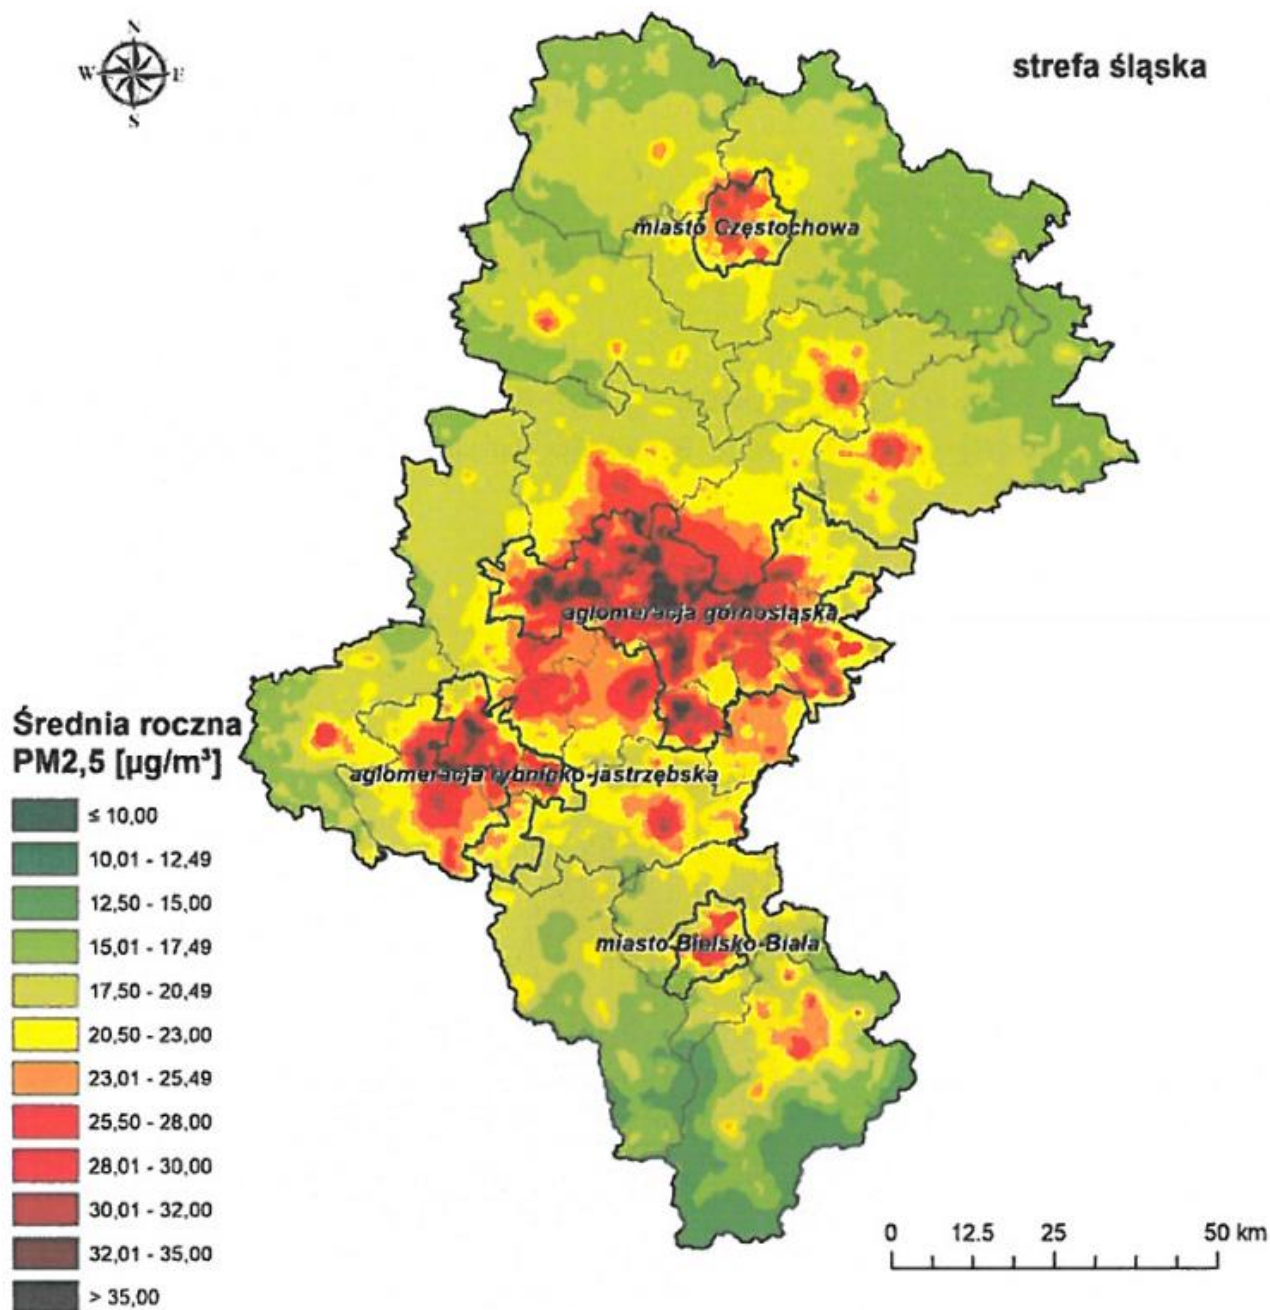 N
W E
S
strefa śląska
miasto Częstochowa
aglomeracja górnośląska
aglomeracja rybnicko-jastrzębska
miasto Bielsko-Biała
Średnia roczna
PM2,5 [µg/m³]
≤ 10,00
10,01 - 12,49
12,50 - 15,00
15,01 - 17,49
17,50 - 20,49
20,50 - 23,00
23,01 - 25,49
25,50 - 28,00
28,01 - 30,00
30,01 - 32,00
32,01 - 35,00
> 35,00
0 12.5 25 50 km